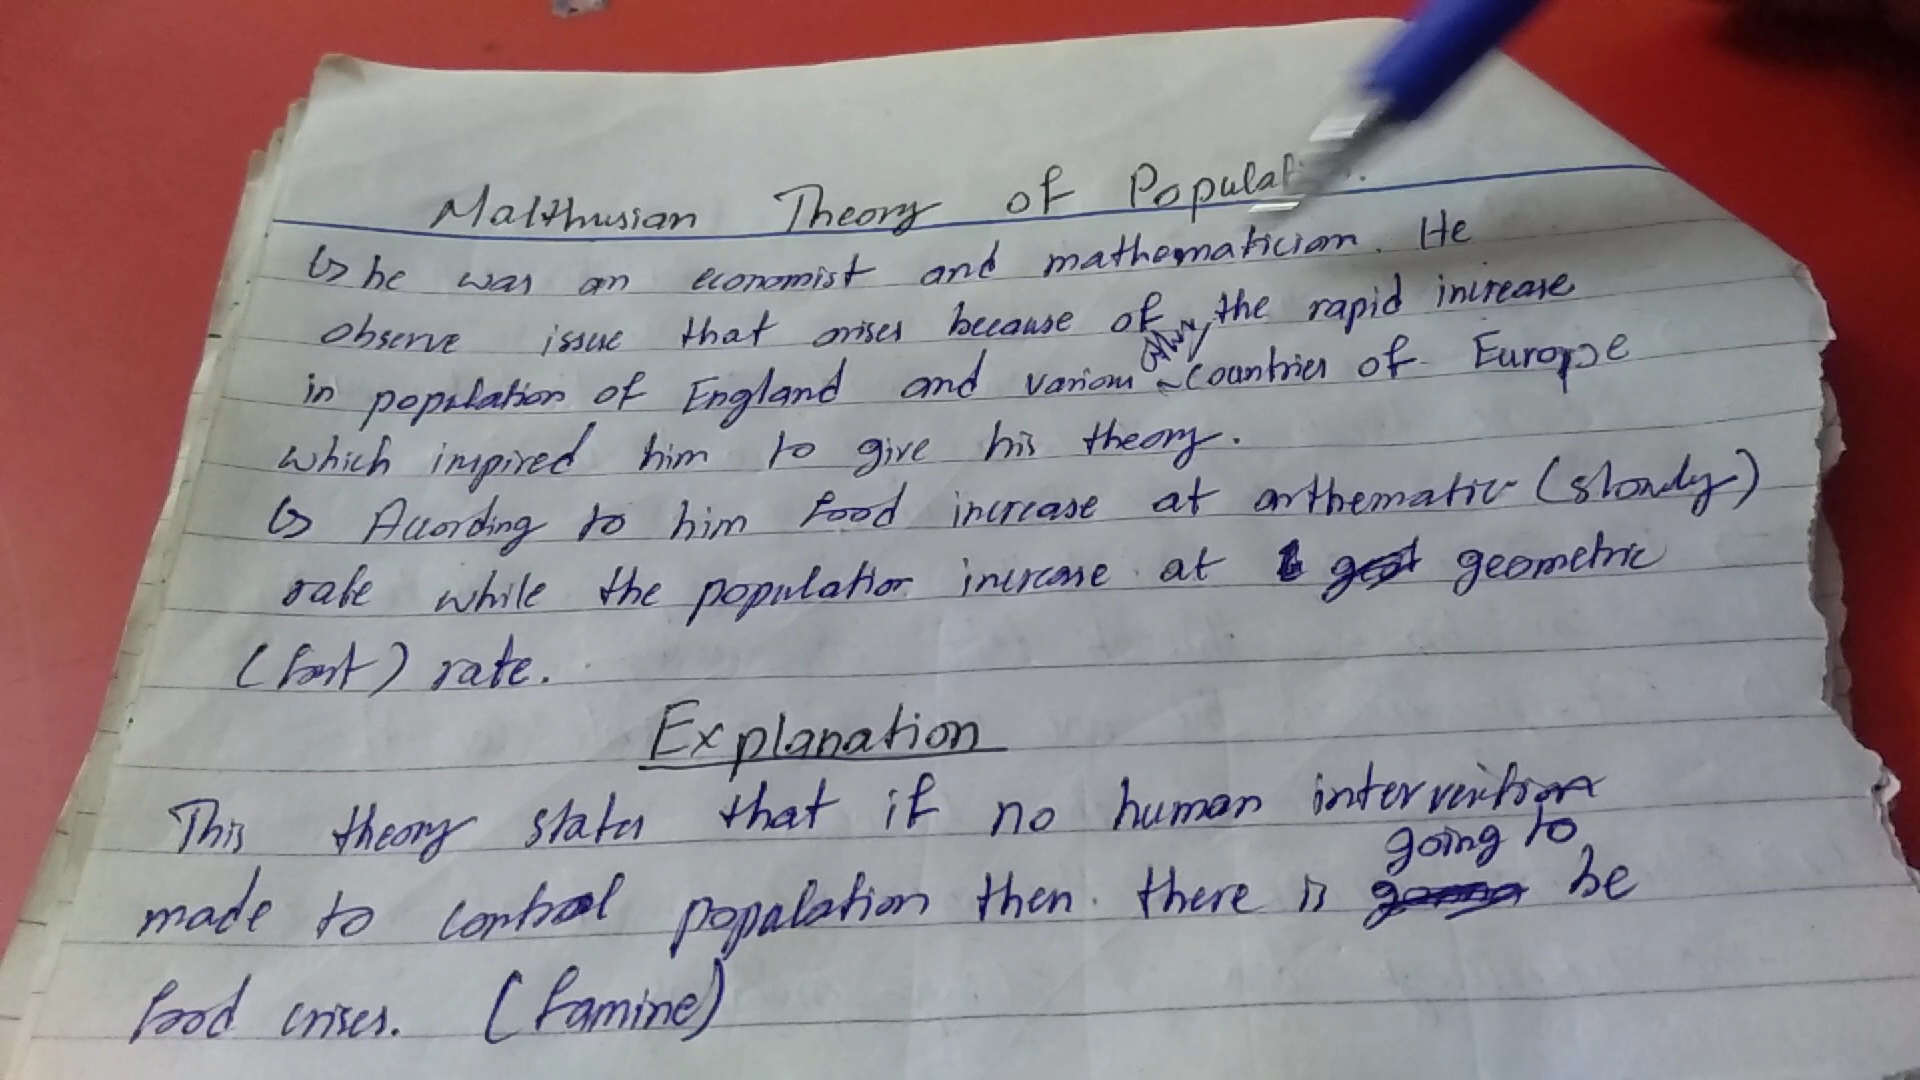 Malthusian Theory of Populati
↳ he was an economist and mathematician. He
observe issue that arises because of the rapid increase
in population of England and various other countries of Europe
which inspired him to give his theory.
↳ According to him food increase at arthematic (slowly)
rate while the population increase at geometric
(fast) rate.
Explanation
This theory states that if no human intervention
made to control population then there is going to be
food crises. (famine)